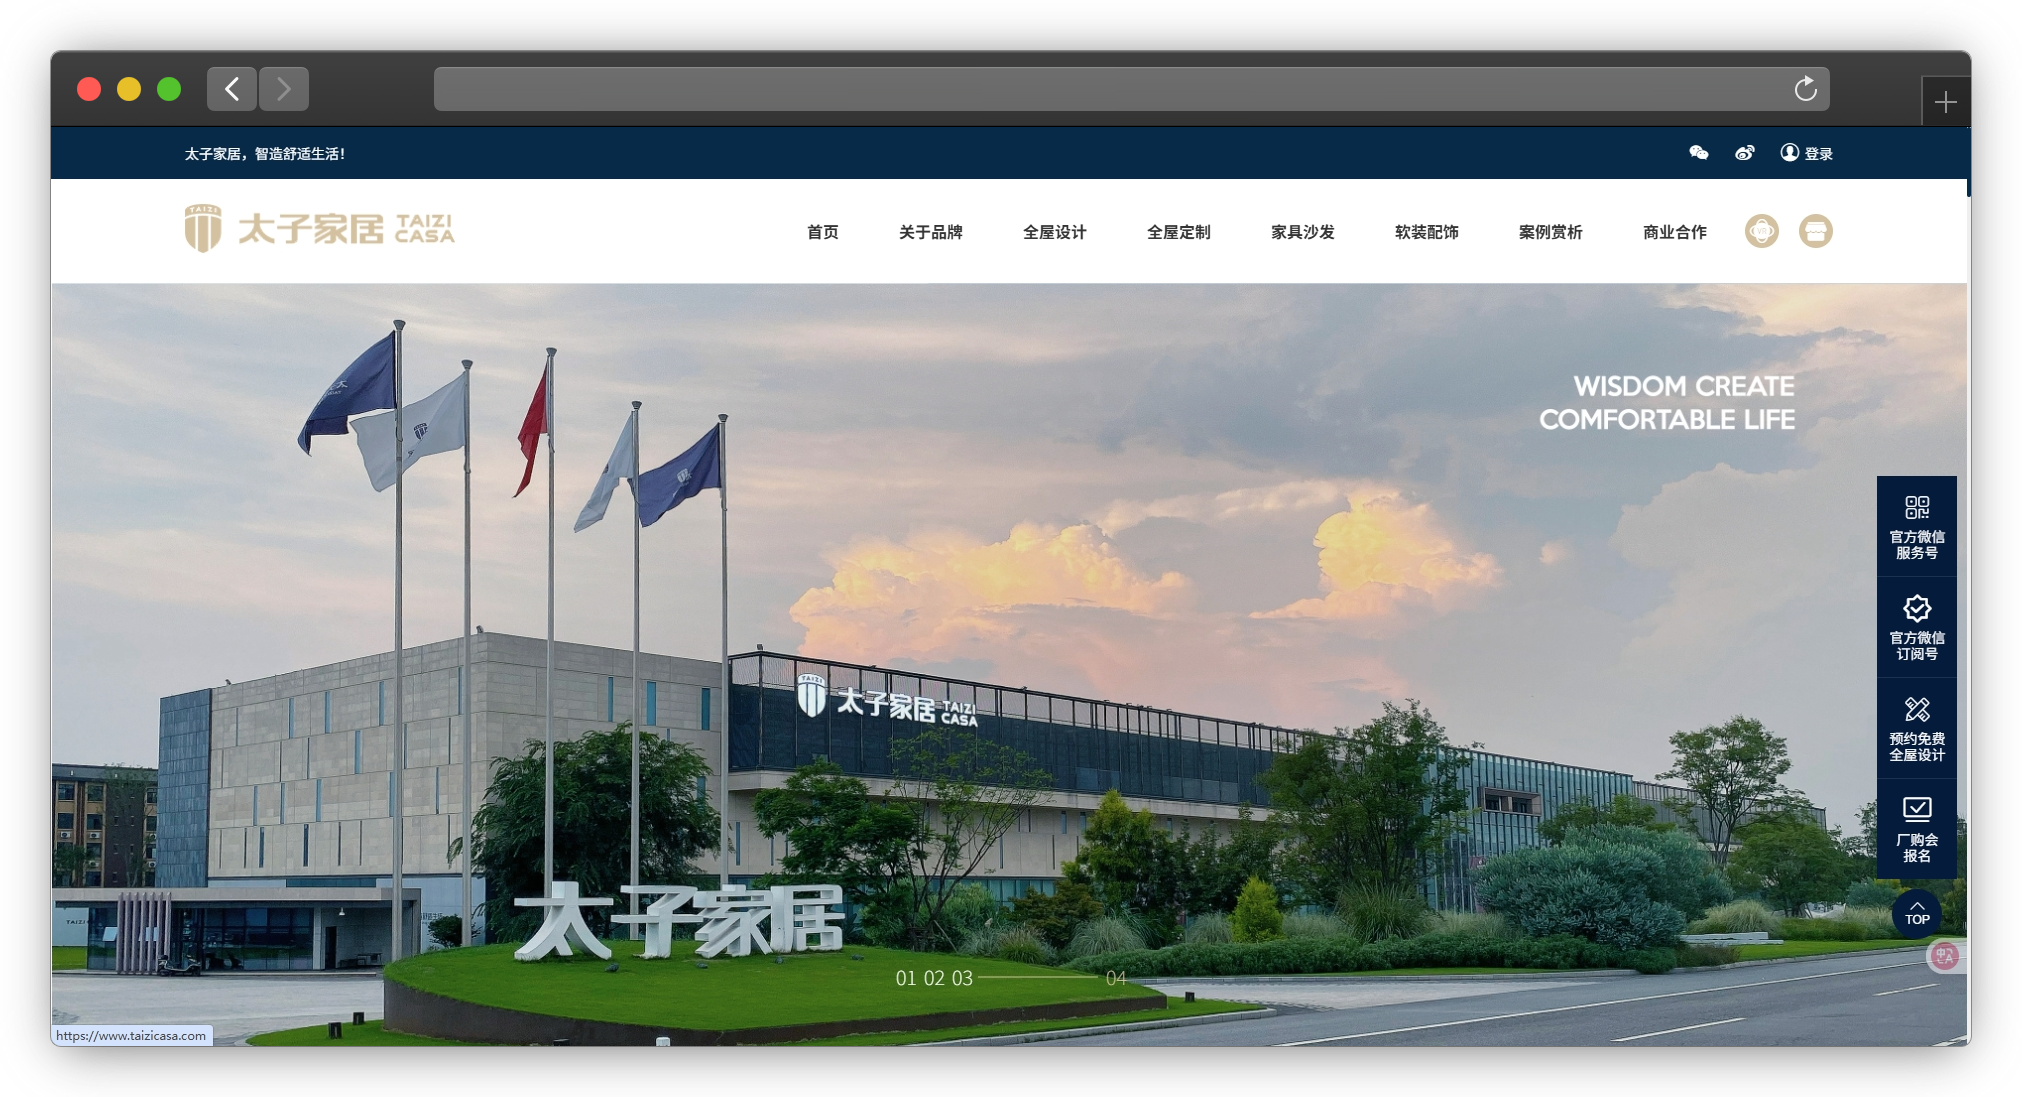 太子家居，智造舒适生活！
登录
TAIZI
太子家居 TAIZI CASA
首页
关于品牌
全屋设计
全屋定制
家具沙发
软装配饰
案例赏析
商业合作
WISDOM CREATE
COMFORTABLE LIFE
官方微信
服务号
官方微信
订阅号
预约免费
全屋设计
厂购会
报名
TOP
TAIZI
太子家居 TAIZI CASA
太子家居
01 02 03 04
https://www.taizicasa.com